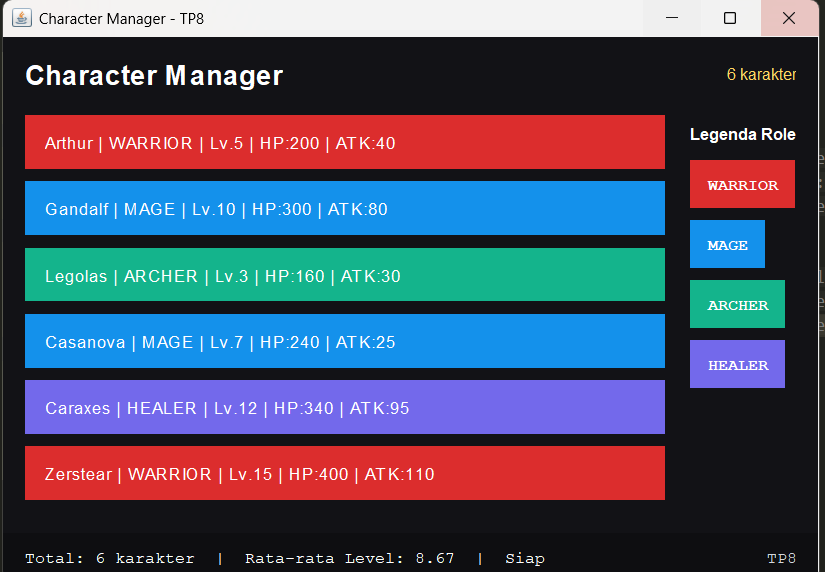 Character Manager - TP8
Character Manager
6 karakter
Arthur | WARRIOR | Lv.5 | HP:200 | ATK:40
Gandalf | MAGE | Lv.10 | HP:300 | ATK:80
Legolas | ARCHER | Lv.3 | HP:160 | ATK:30
Casanova | MAGE | Lv.7 | HP:240 | ATK:25
Caraxes | HEALER | Lv.12 | HP:340 | ATK:95
Zerstear | WARRIOR | Lv.15 | HP:400 | ATK:110
Legenda Role
WARRIOR
MAGE
ARCHER
HEALER
Total: 6 karakter | Rata-rata Level: 8.67 | Siap
TP8